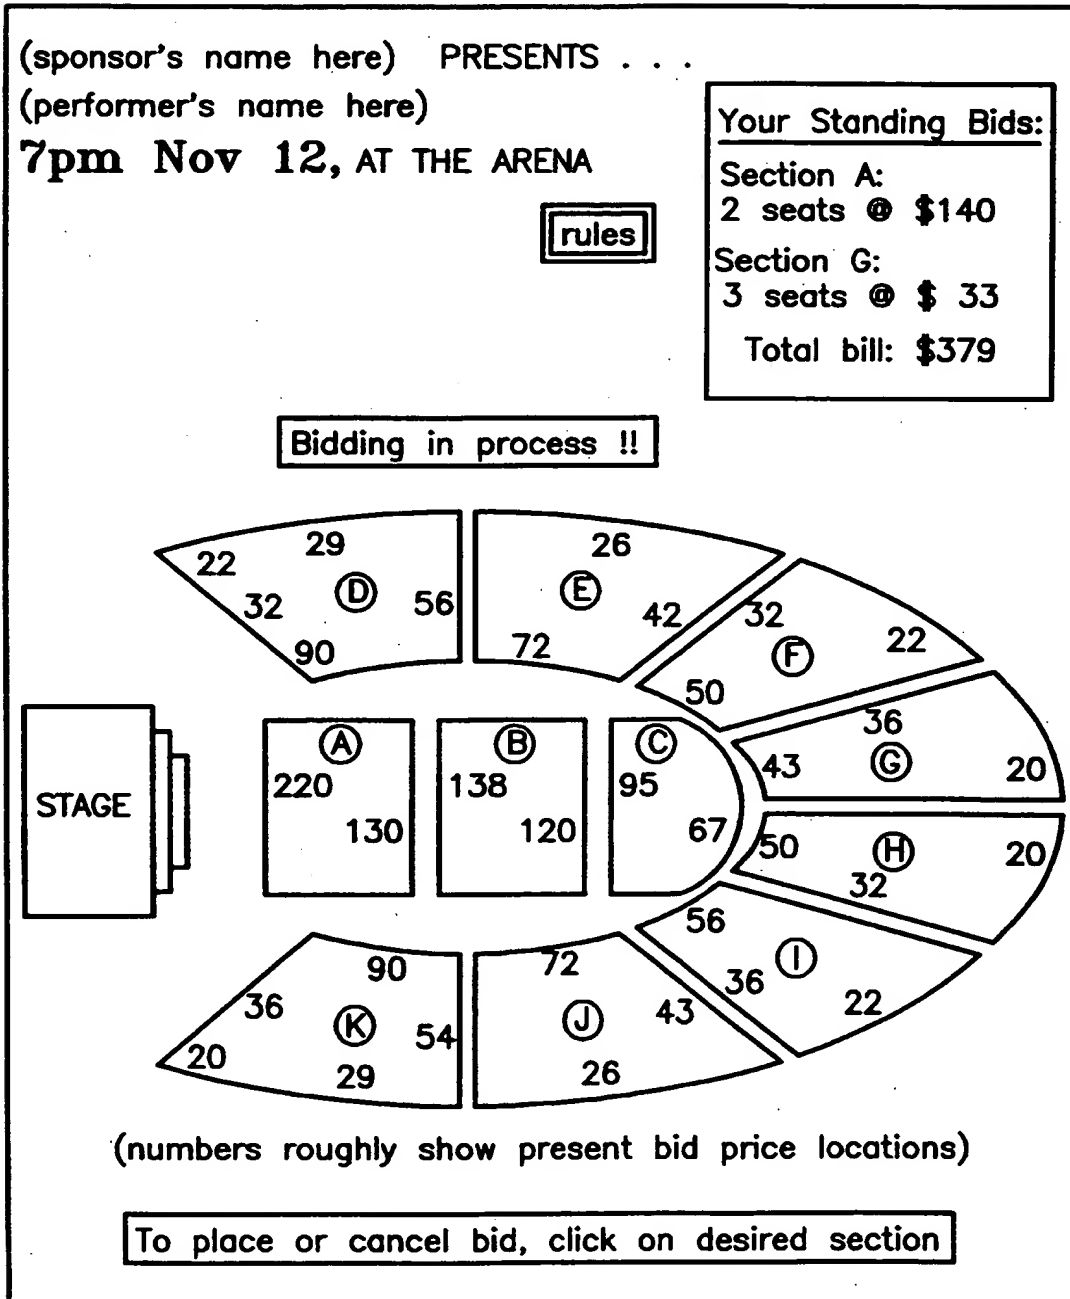 (sponsor's name here) PRESENTS . . .
(performer's name here)
7pm Nov 12, AT THE ARENA
rules
Your Standing Bids:
Section A:
2 seats @ $140
Section G:
3 seats @ $ 33
Total bill: $379
Bidding in process !!
29
22
D
32
56
90
26
E
42
72
32
22
F
50
36
43
G
20
A
220
130
B
138
120
C
95
67
STAGE
50
H
20
32
56
I
36
22
90
36
K
54
20
29
72
43
J
26
(numbers roughly show present bid price locations)
To place or cancel bid, click on desired section